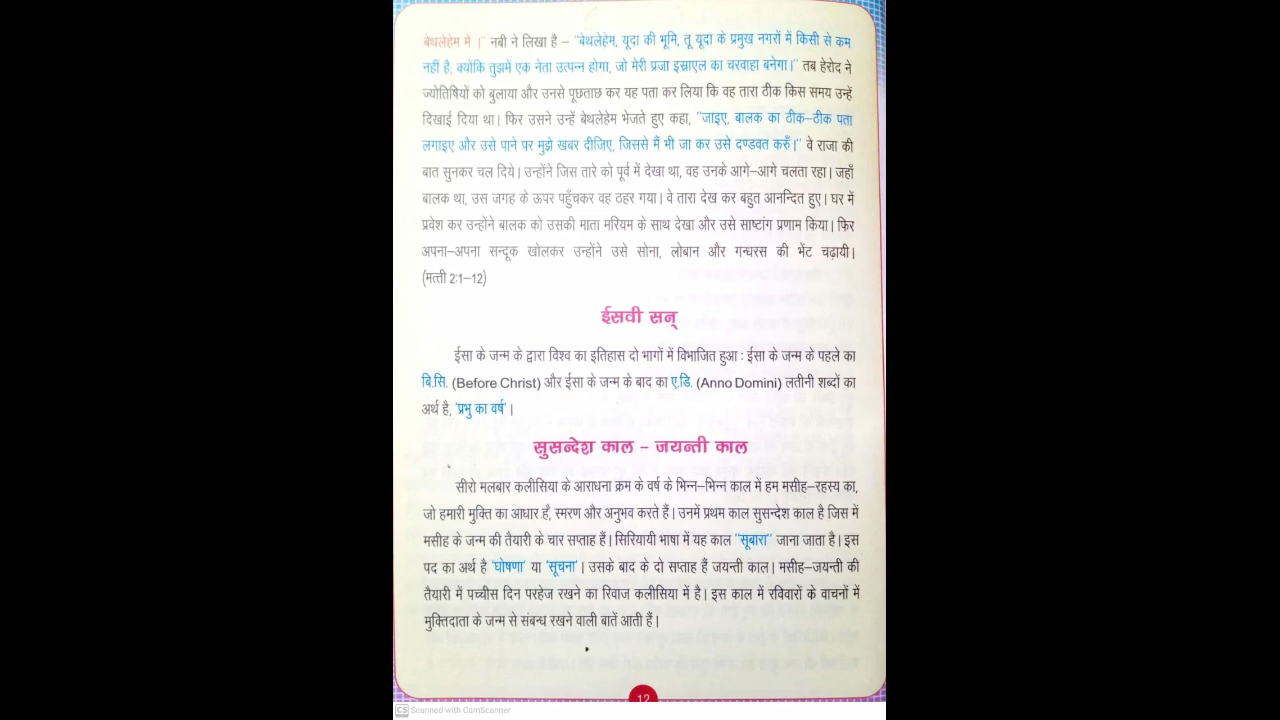 बेथलेहेम में।" नबी ने लिखा है – "बेथलेहेम, यूदा की भूमि, तू यूदा के प्रमुख नगरों में किसी से कम
नहीं है; क्योंकि तुझमें एक नेता उत्पन्न होगा, जो मेरी प्रजा इस्राएल का चरवाहा बनेगा।" तब हेरोद ने
ज्योतिषियों को बुलाया और उनसे पूछताछ कर यह पता कर लिया कि वह तारा ठीक किस समय उन्हें
दिखाई दिया था। फिर उसने उन्हें बेथलेहेम भेजते हुए कहा, "जाइए, बालक का ठीक–ठीक पता
लगाइए और उसे पाने पर मुझे खबर दीजिए, जिससे मैं भी जा कर उसे दण्डवत करुँ।" वे राजा की
बात सुनकर चल दिये। उन्होंने जिस तारे को पूर्व में देखा था, वह उनके आगे–आगे चलता रहा। जहाँ
बालक था, उस जगह के ऊपर पहुँचकर वह ठहर गया। वे तारा देख कर बहुत आनन्दित हुए। घर में
प्रवेश कर उन्होंने बालक को उसकी माता मरियम के साथ देखा और उसे साष्टांग प्रणाम किया। फिर
अपना–अपना सन्दूक खोलकर उन्होंने उसे सोना, लोबान और गन्धरस की भेंट चढ़ायी।
(मत्ती 2:1–12)
ईसवी सन्
ईसा के जन्म के द्वारा विश्व का इतिहास दो भागों में विभाजित हुआ : ईसा के जन्म के पहले का
बि.सि. (Before Christ) और ईसा के जन्म के बाद का ए.डि. (Anno Domini) लतीनी शब्दों का
अर्थ है, 'प्रभु का वर्ष'।
सुसन्देश काल – जयन्ती काल
सीरो मलबार कलीसिया के आराधना क्रम के वर्ष के भिन्न–भिन्न काल में हम मसीह–रहस्य का,
जो हमारी मुक्ति का आधार है, स्मरण और अनुभव करते हैं। उनमें प्रथम काल सुसन्देश काल है जिस में
मसीह के जन्म की तैयारी के चार सप्ताह हैं। सिरियायी भाषा में यह काल "सूबारा" जाना जाता है। इस
पद का अर्थ है 'घोषणा' या 'सूचना'। उसके बाद के दो सप्ताह हैं जयन्ती काल। मसीह–जयन्ती की
तैयारी में पच्चीस दिन परहेज रखने का रिवाज कलीसिया में है। इस काल में रविवारों के वाचनों में
मुक्तिदाता के जन्म से संबन्ध रखने वाली बातें आती हैं।
12
CS Scanned with CamScanner